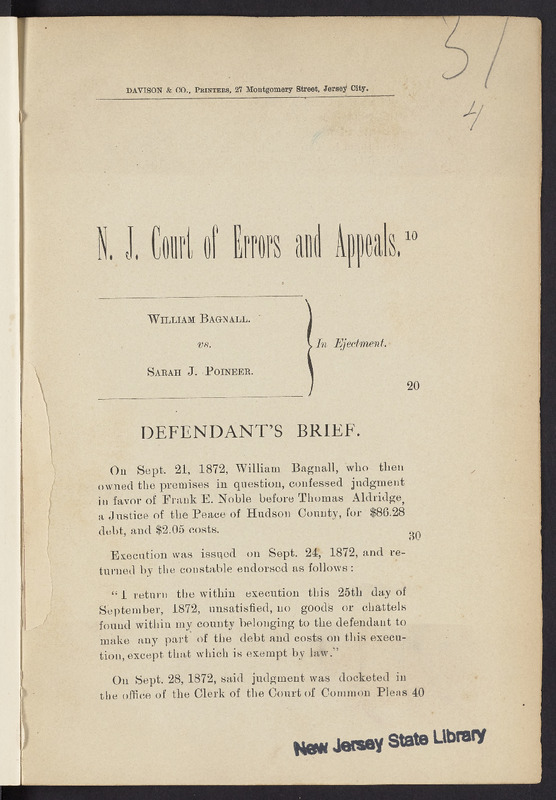 31
4
DAVISON & CO., PRINTERS, 27 Montgomery Street, Jersey City.
N. J. Court of Errors and Appeals. 10
WILLIAM BAGNALL.
vs.
SARAH J. POINEER.
In Ejectment.
20
DEFENDANT'S BRIEF.
On Sept. 21, 1872, William Bagnall, who then
owned the premises in question, confessed judgment
in favor of Frank E. Noble before Thomas Aldridge,
a Justice of the Peace of Hudson County, for $86.28
debt, and $2.05 costs.
30
Execution was issued on Sept. 24, 1872, and re-
turned by the constable endorsed as follows:
"I return the within execution this 25th day of
September, 1872, unsatisfied, no goods or chattels
found within my county belonging to the defendant to
make any part of the debt and costs on this execu-
tion, except that which is exempt by law."
On Sept. 28, 1872, said judgment was docketed in
the office of the Clerk of the Court of Common Pleas 40
New Jersey State Library